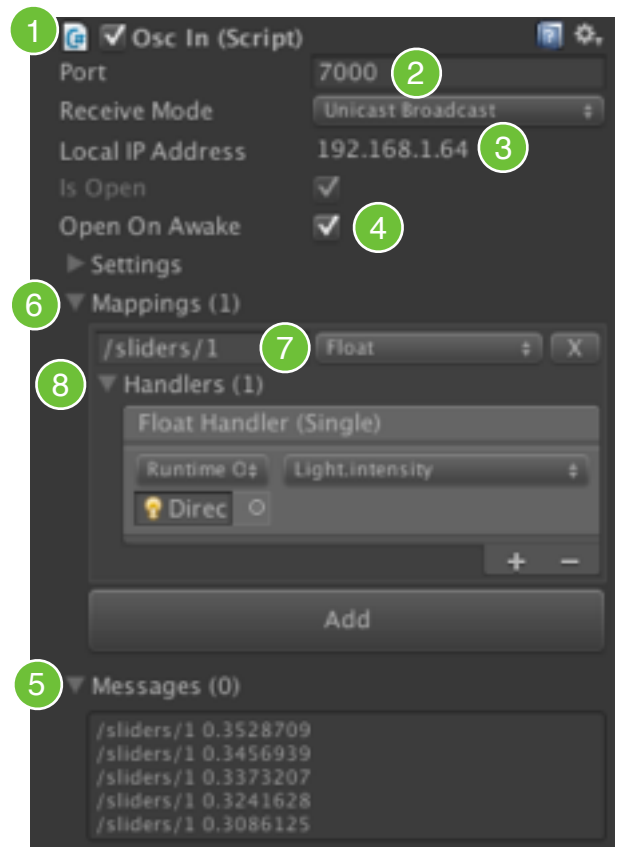 1 Osc In (Script)
Port 7000 2
Receive Mode Unicast Broadcast
Local IP Address 192.168.1.64 3
Is Open
Open On Awake 4
Settings
6 Mappings (1)
/sliders/1 7 Float X
8 Handlers (1)
Float Handler (Single)
Runtime O Light.intensity
Direc
+ −
Add
5 Messages (0)
/sliders/1 0.3528709
/sliders/1 0.3456939
/sliders/1 0.3373207
/sliders/1 0.3241628
/sliders/1 0.3086125